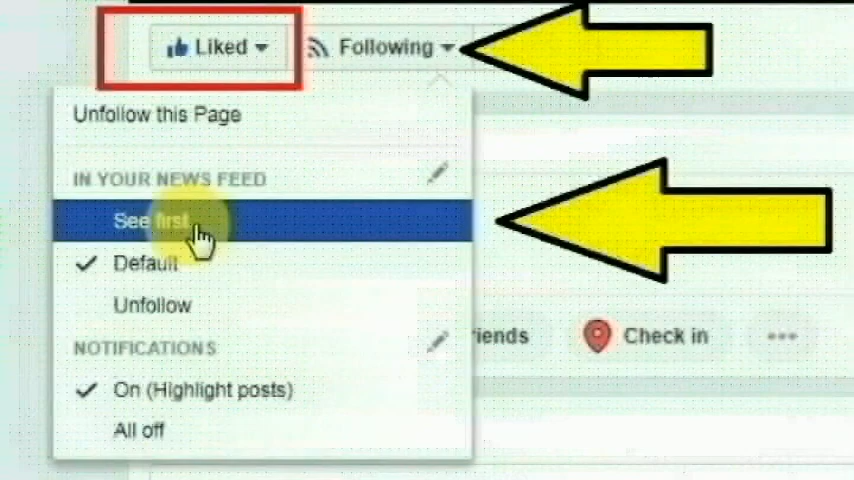 Liked
Following
Unfollow this Page
IN YOUR NEWS FEED
See first
Default
Unfollow
NOTIFICATIONS
riends
Check in
On (Highlight posts)
All off